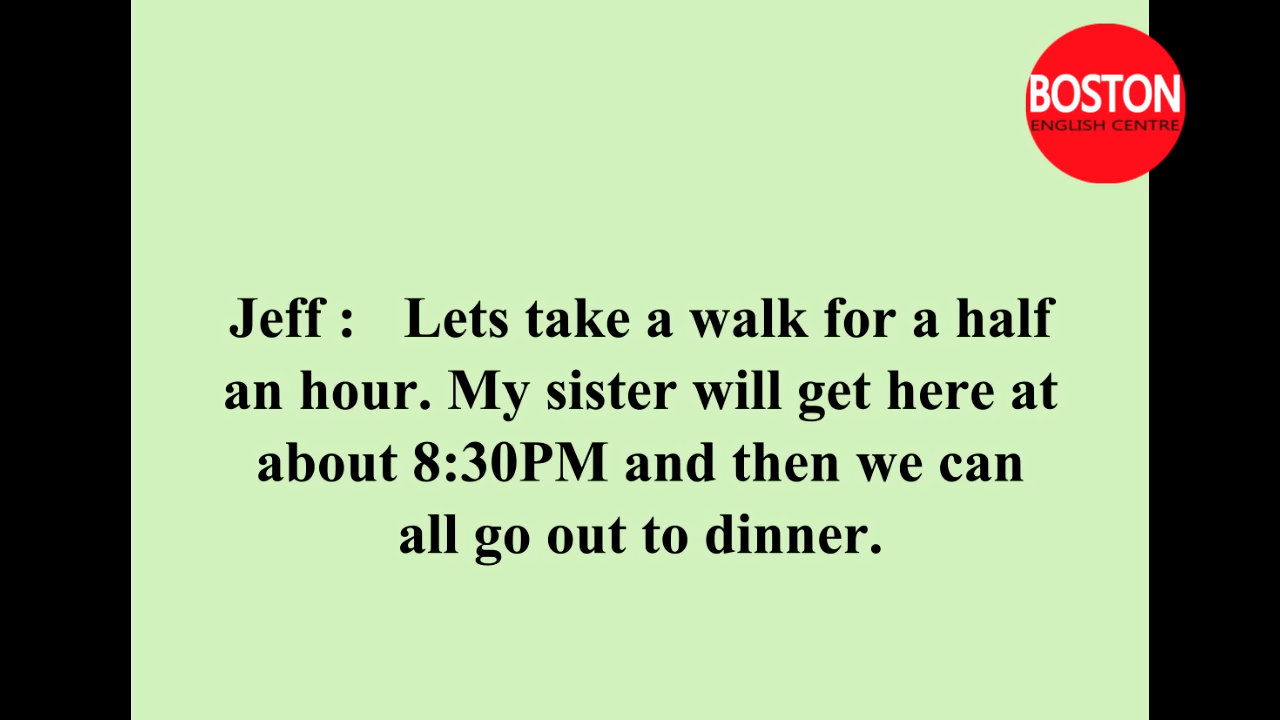 BOSTON
ENGLISH CENTRE
Jeff : Lets take a walk for a half
an hour. My sister will get here at
about 8:30PM and then we can
all go out to dinner.